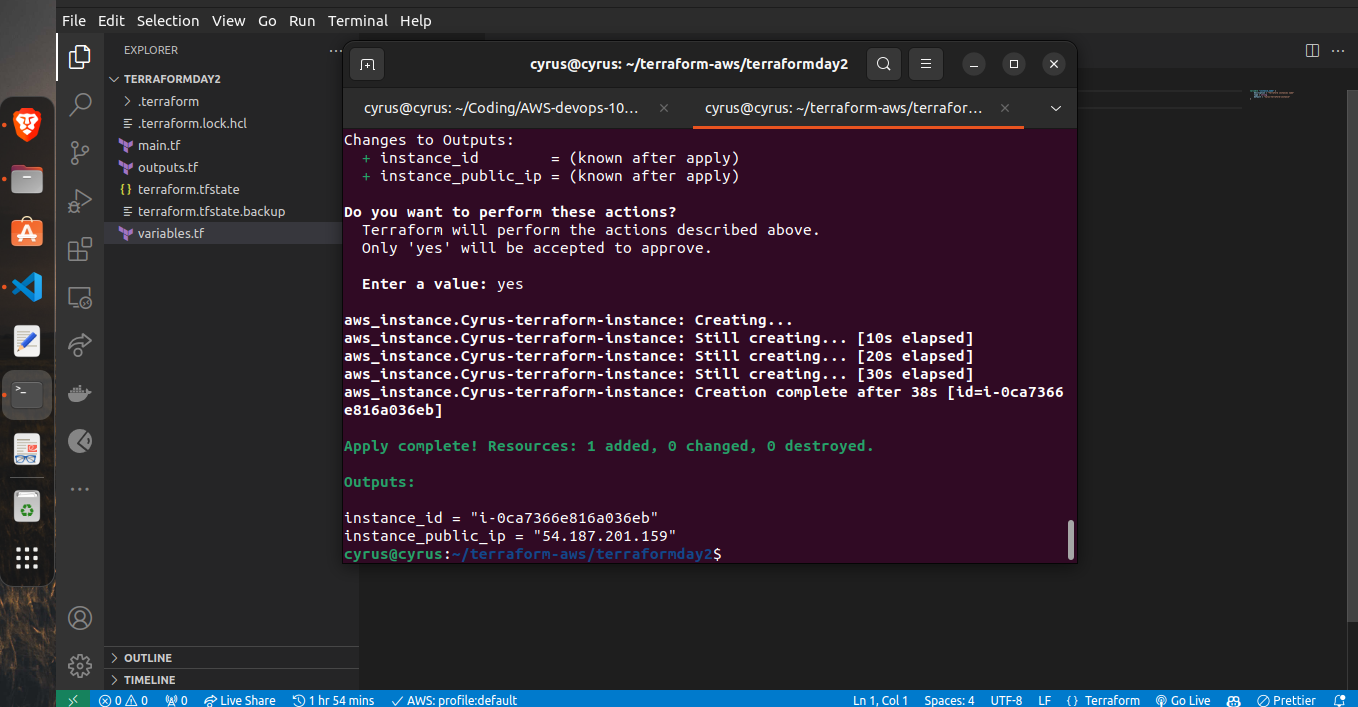 File Edit Selection View Go Run Terminal Help
EXPLORER
TERRAFORMDAY2
.terraform
.terraform.lock.hcl
main.tf
outputs.tf
terraform.tfstate
terraform.tfstate.backup
variables.tf
OUTLINE
TIMELINE
cyrus@cyrus: ~/terraform-aws/terraformday2
cyrus@cyrus: ~/Coding/AWS-devops-10... cyrus@cyrus: ~/terraform-aws/terrafor...
Changes to Outputs:
+ instance_id = (known after apply)
+ instance_public_ip = (known after apply)
Do you want to perform these actions?
Terraform will perform the actions described above.
Only 'yes' will be accepted to approve.
Enter a value: yes
aws_instance.Cyrus-terraform-instance: Creating...
aws_instance.Cyrus-terraform-instance: Still creating... [10s elapsed]
aws_instance.Cyrus-terraform-instance: Still creating... [20s elapsed]
aws_instance.Cyrus-terraform-instance: Still creating... [30s elapsed]
aws_instance.Cyrus-terraform-instance: Creation complete after 38s [id=i-0ca7366
e816a036eb]
Apply complete! Resources: 1 added, 0 changed, 0 destroyed.
Outputs:
instance_id = "i-0ca7366e816a036eb"
instance_public_ip = "54.187.201.159"
cyrus@cyrus:~/terraform-aws/terraformday2$
0 0 0 Live Share 1 hr 54 mins AWS: profile:default Ln 1, Col 1 Spaces: 4 UTF-8 LF {} Terraform Go Live Prettier